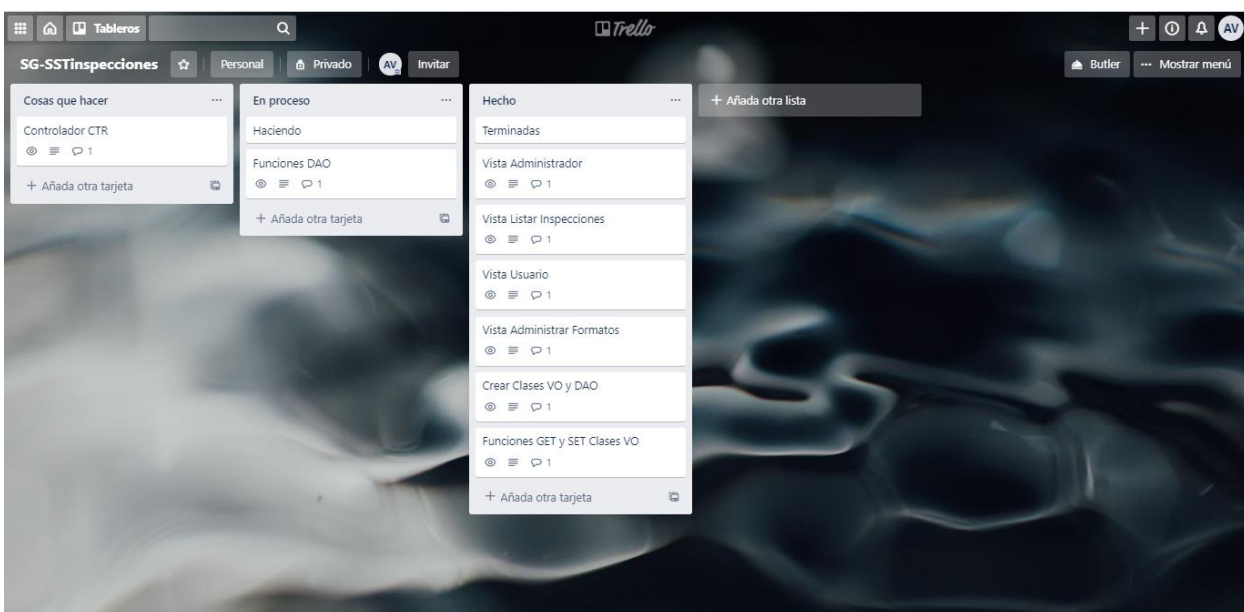 Tableros
Trello
AV
SG-SSTinspecciones
Personal
Privado
AV
Invitar
Butler
... Mostrar menú
Cosas que hacer ...
Controlador CTR
1
+ Añada otra tarjeta
En proceso ...
Haciendo
Funciones DAO
1
+ Añada otra tarjeta
Hecho ...
Terminadas
Vista Administrador
1
Vista Listar Inspecciones
1
Vista Usuario
1
Vista Administrar Formatos
1
Crear Clases VO y DAO
1
Funciones GET y SET Clases VO
1
+ Añada otra tarjeta
+ Añada otra lista